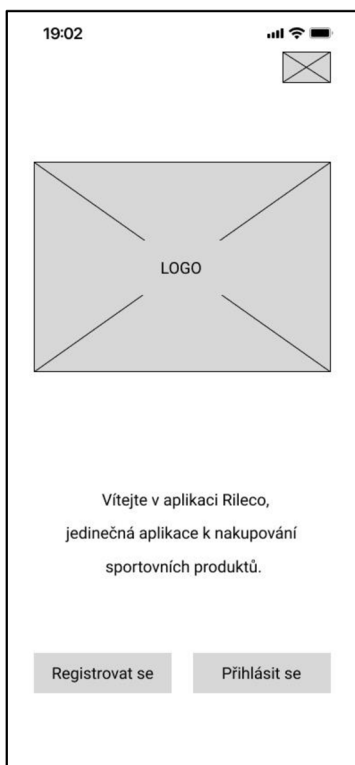 19:02
LOGO
Vítejte v aplikaci Rileco,
jedinečná aplikace k nakupování
sportovních produktů.
Registrovat se
Přihlásit se